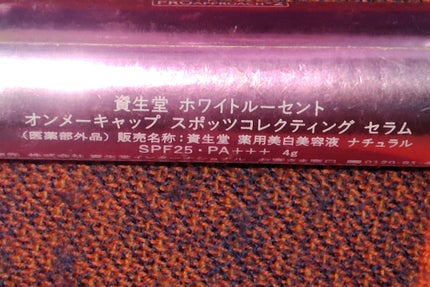 資生堂 ホワイトルーセント
オンメーキャップ スポッツコレクティング セラム
(医薬部外品) 販売名称:資生堂 薬用美白美容液 ナチュラル
SPF25・PA+++ 4g